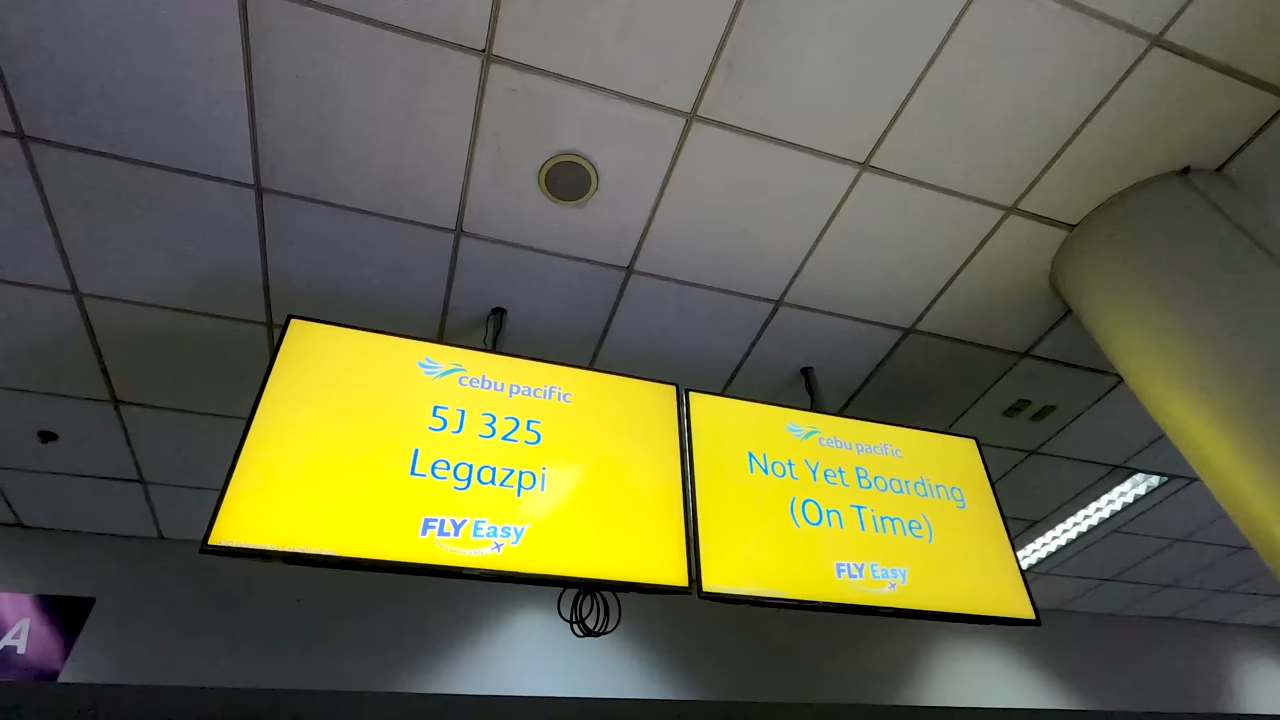 cebu pacific
5J 325
Legazpi
FLY Easy
cebu pacific
Not Yet Boarding
(On Time)
FLY Easy
A